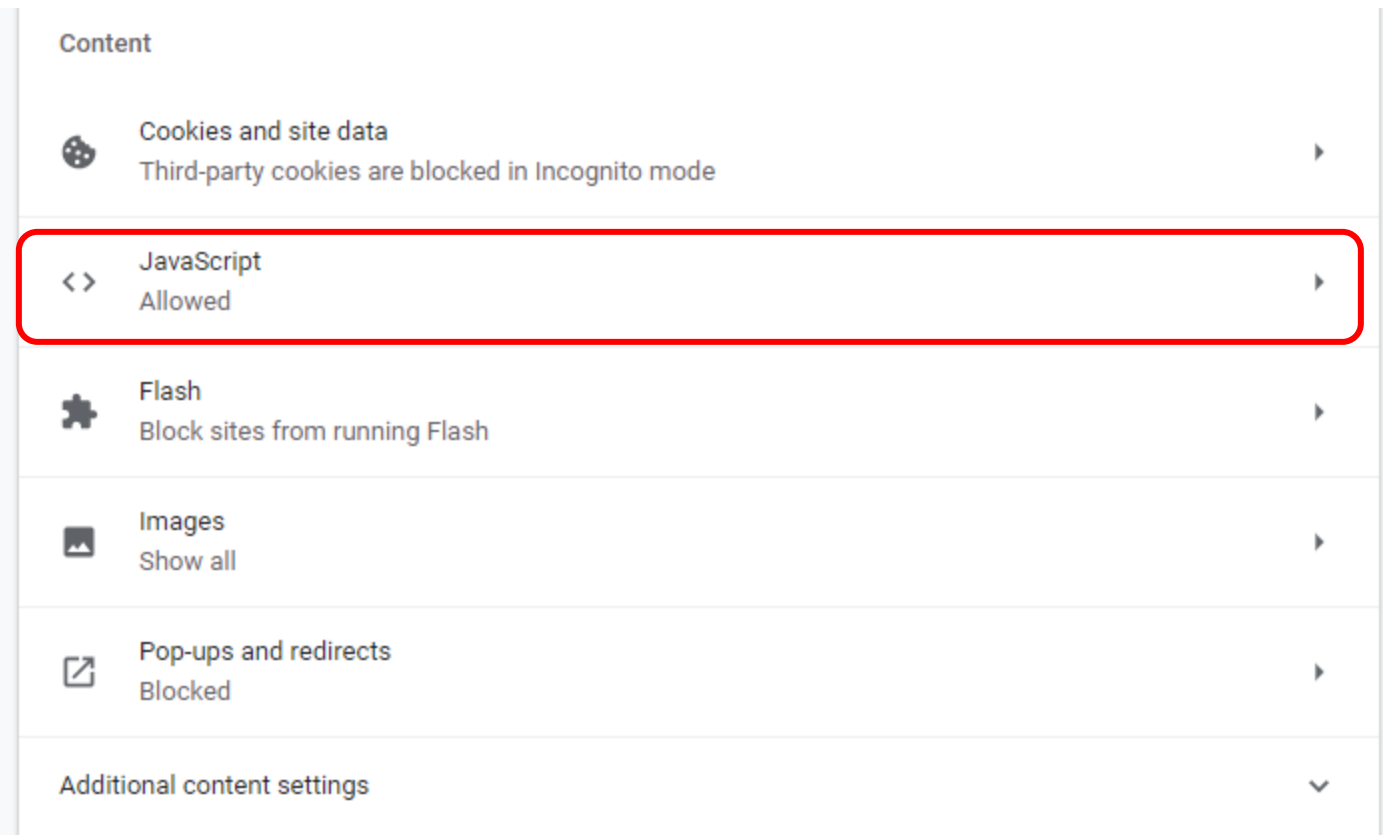 Content
Cookies and site data
Third-party cookies are blocked in Incognito mode
JavaScript
Allowed
Flash
Block sites from running Flash
Images
Show all
Pop-ups and redirects
Blocked
Additional content settings